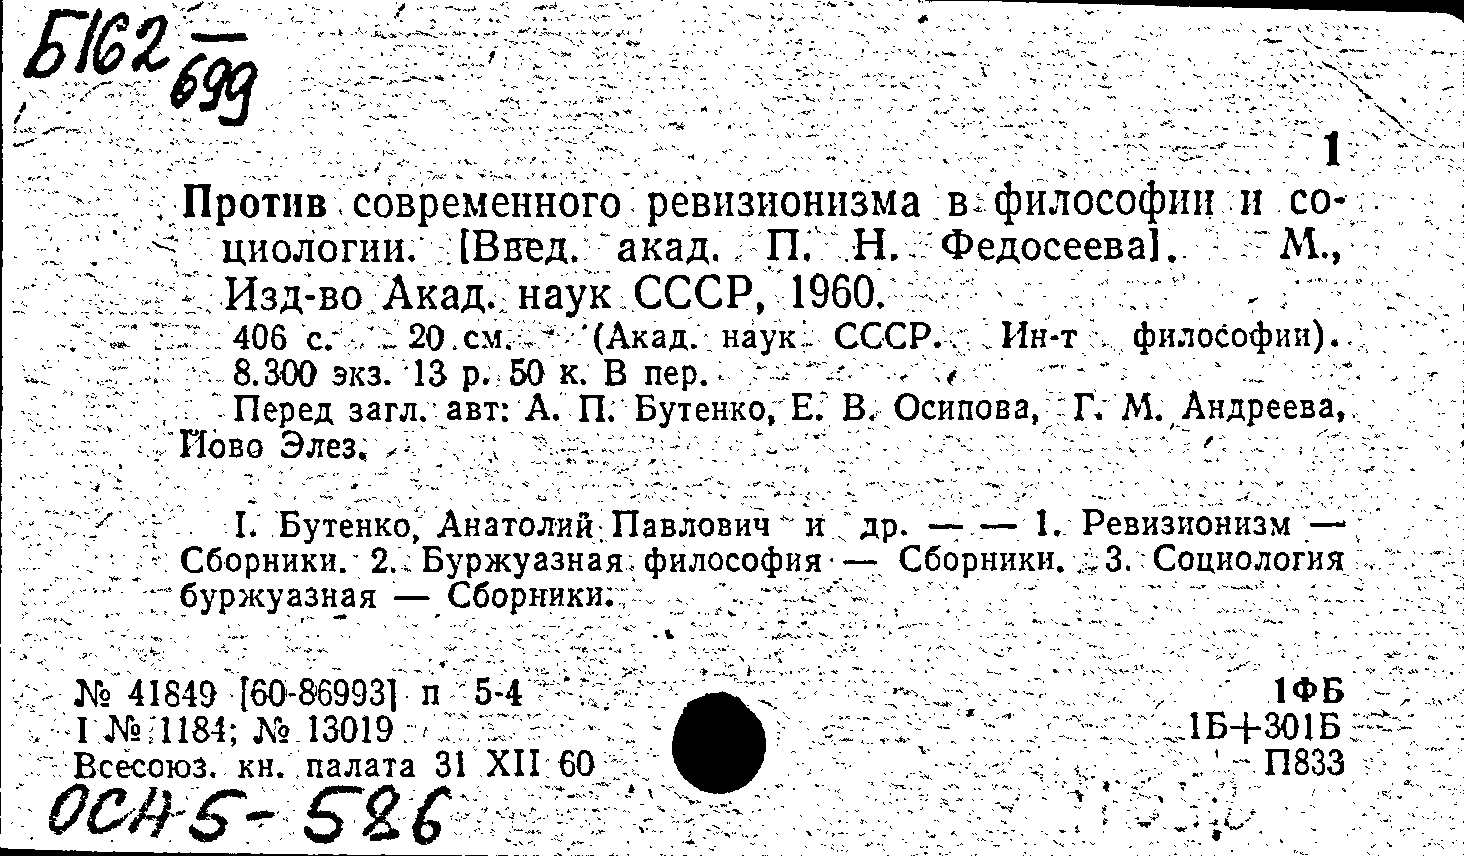 Б162 —
699
1
Против современного ревизионизма в философии и со-
циологии. [Введ. акад. П. Н. Федосеева]. М.,
Изд-во Акад. наук СССР, 1960.
406 с. 20 см. (Акад. наук СССР. Ин-т философии).
8.300 экз. 13 р. 50 к. В пер.
Перед загл. авт: А. П. Бутенко, Е. В. Осипова, Г. М. Андреева,
Йово Элез.
I. Бутенко, Анатолий Павлович и др. — — 1. Ревизионизм —
Сборники. 2. Буржуазная философия — Сборники. 3. Социология
буржуазная — Сборники.
№ 41849 [60-86993] п 5-4
1ФБ
I № 1184; № 13019
1Б+301Б
Всесоюз. кн. палата 31 XII 60
П833
ОСН5-586